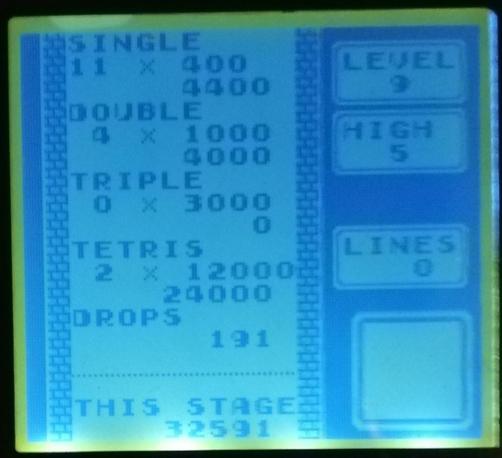 SINGLE
11 × 400
4400
DOUBLE
4 × 1000
4000
TRIPLE
0 × 3000
0
TETRIS
2 × 12000
24000
DROPS
191
THIS STAGE
32591
LEVEL
9
HIGH
5
LINES
0